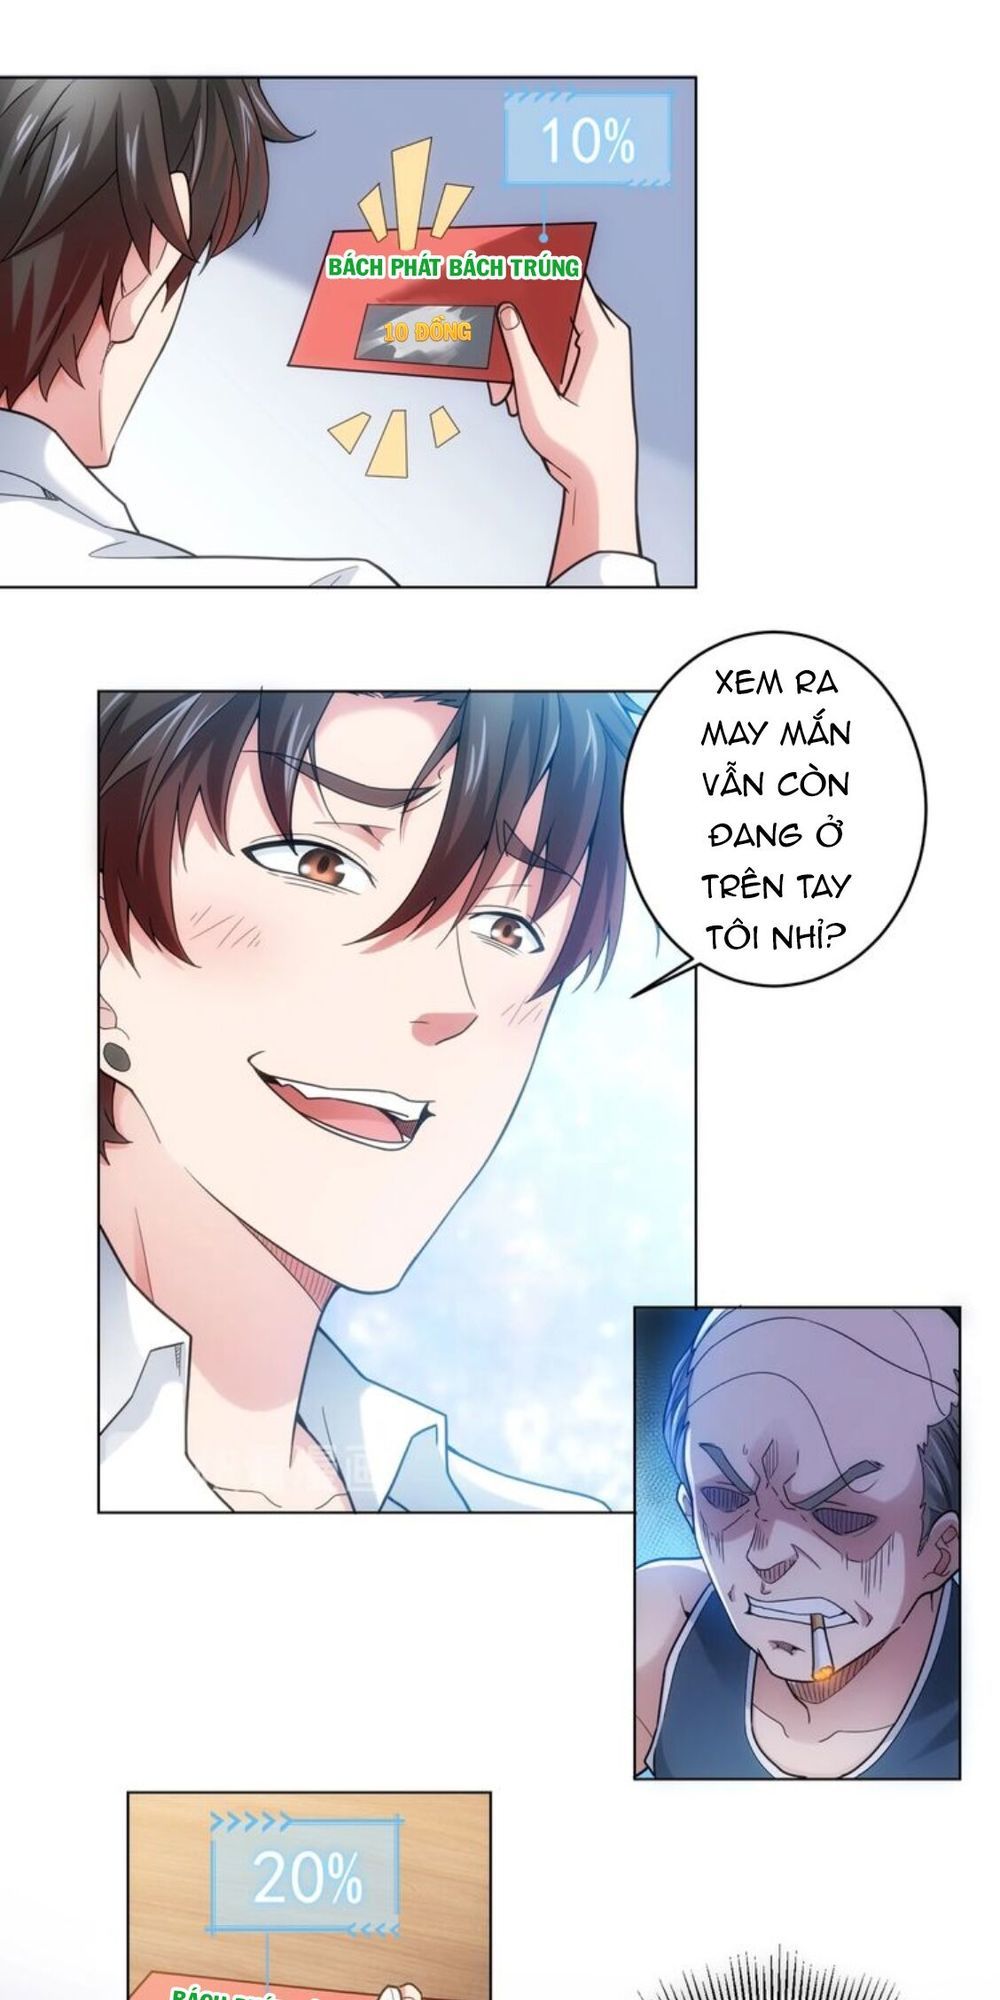 10%
BÁCH PHÁT BÁCH TRÚNG
10 ĐỒNG
XEM RA
MAY MẮN
VẪN CÒN
ĐANG Ở
TRÊN TAY
TÔI NHỈ?
20%